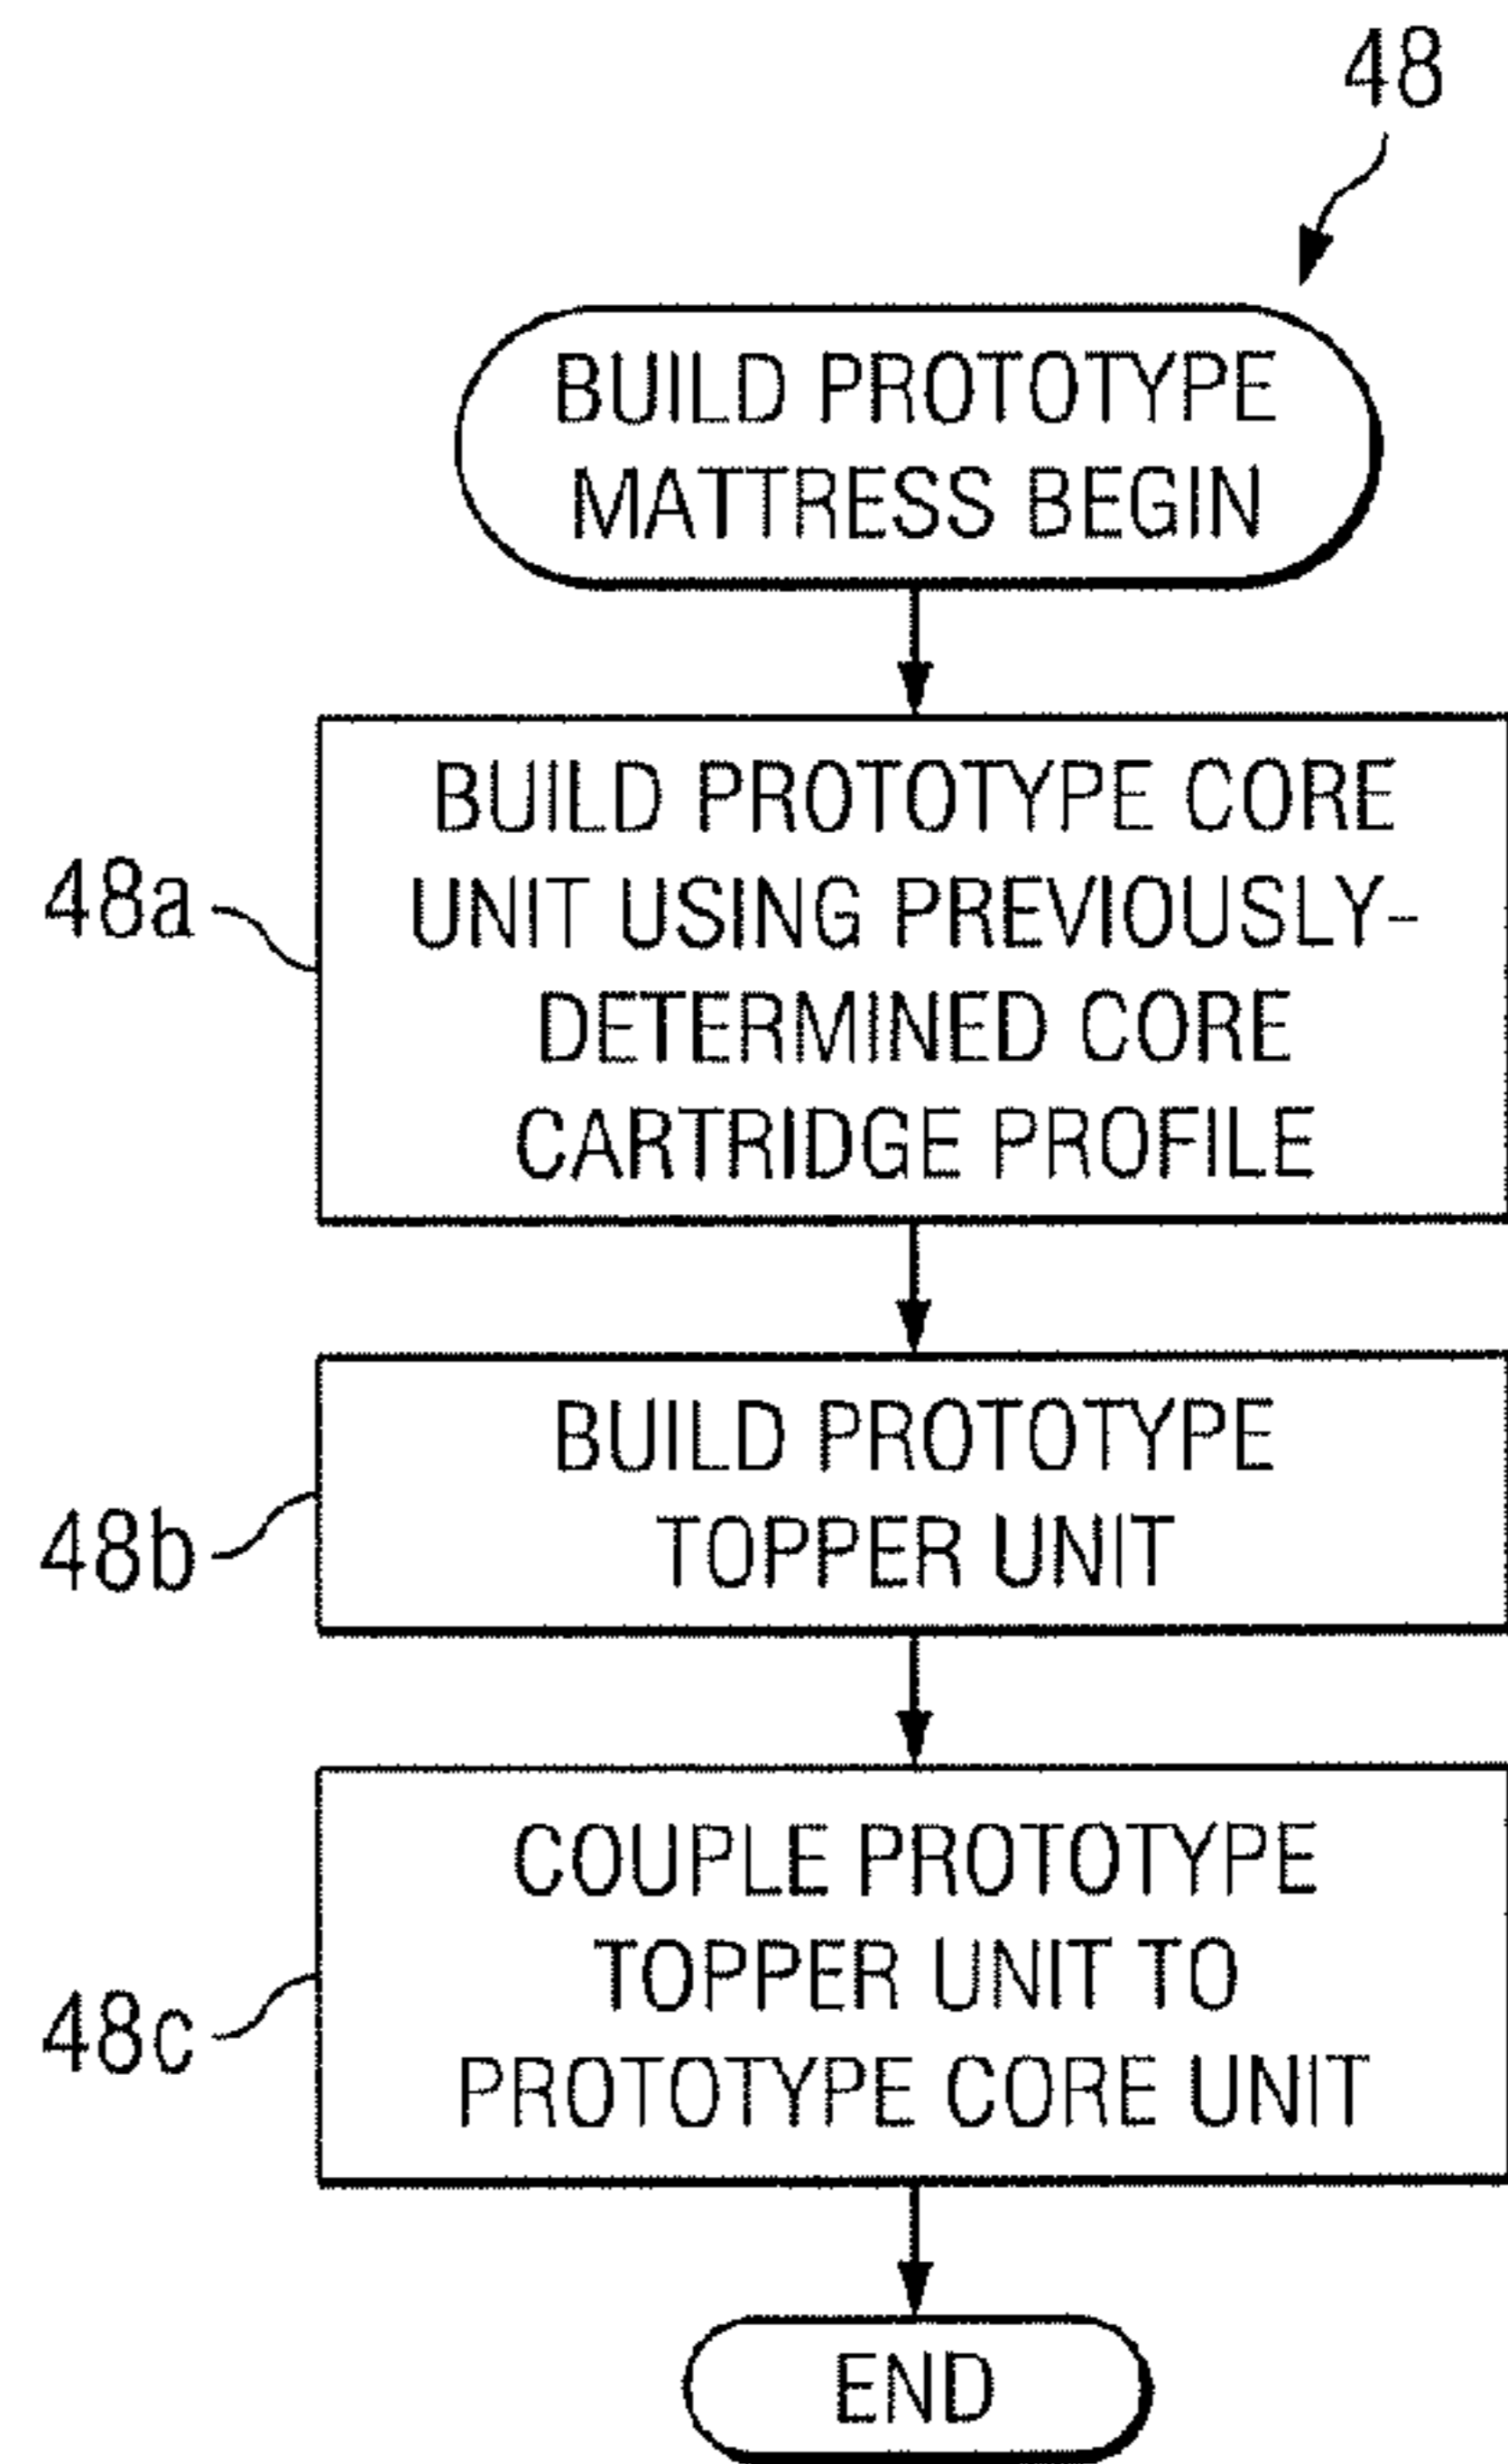 48
BUILD PROTOTYPE
MATTRESS BEGIN
48a
BUILD PROTOTYPE CORE
UNIT USING PREVIOUSLY-
DETERMINED CORE
CARTRIDGE PROFILE
48b
BUILD PROTOTYPE
TOPPER UNIT
48c
COUPLE PROTOTYPE
TOPPER UNIT TO
PROTOTYPE CORE UNIT
END